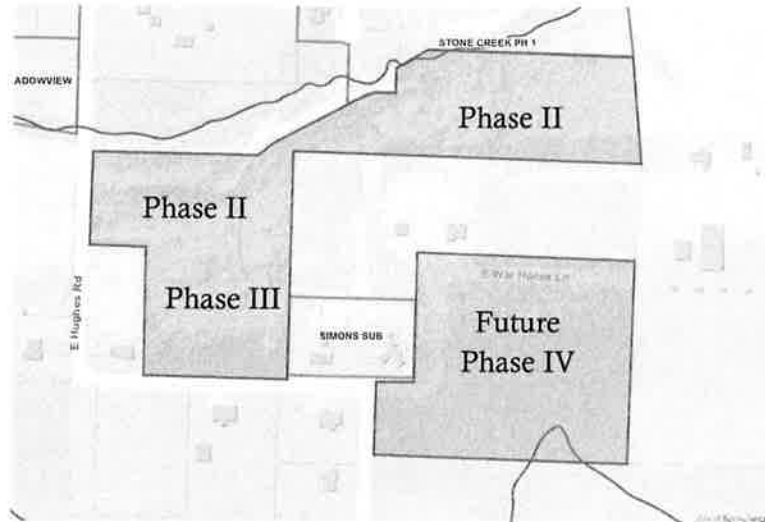 STONE CREEK PH 1
ADOWVIEW
Phase II
Phase II
E War Horse Ln
Phase III
E Hughes Rd
SIMONS SUB
Future
Phase IV